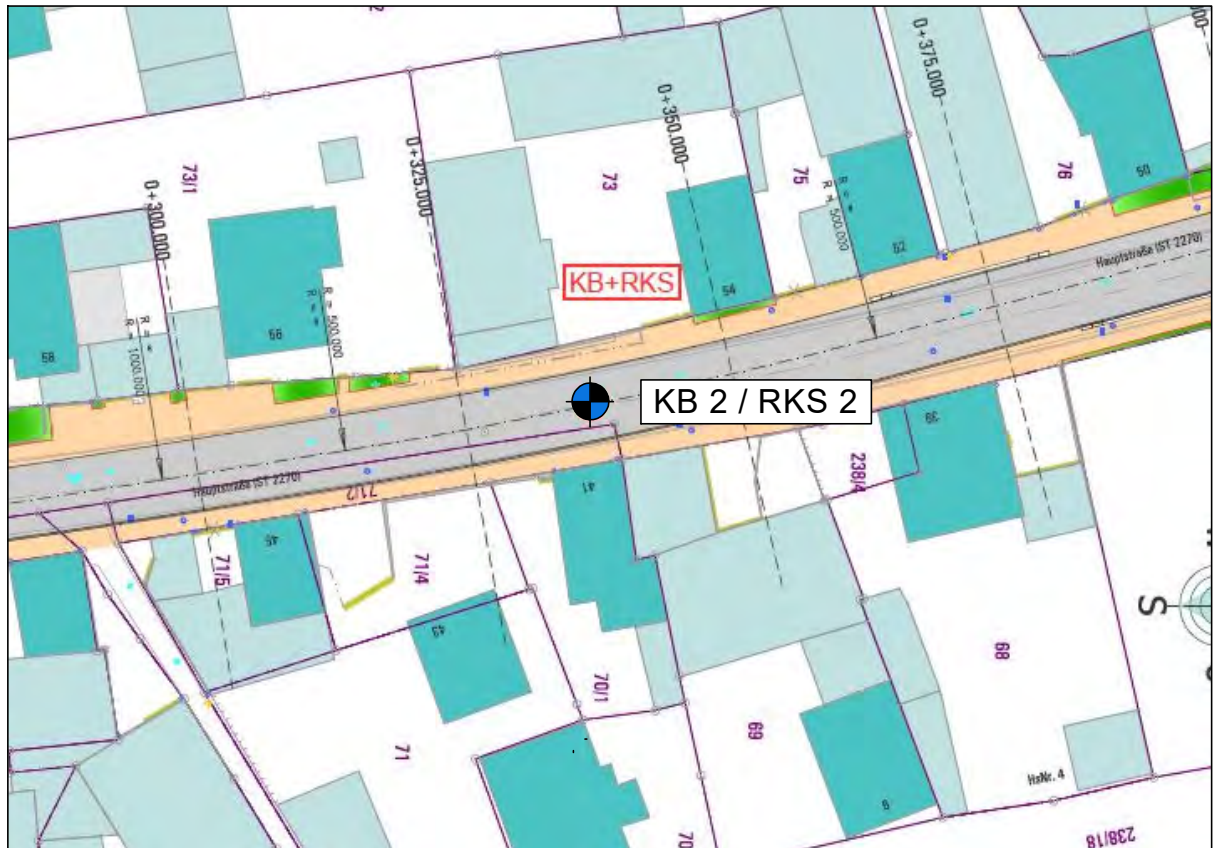 0+375.000
0+350.000
0+325.000
0+300.000
73/1
73
75
76
50
R = ∞
R = 500.000
52
Hauptstraße (ST 2270)
KB+RKS
54
R = ∞
R = 500.000
56
R = ∞
R = 1000.000
58
KB 2 / RKS 2
39
238/4
41
Hauptstraße (ST 2270)
71/2
45
71/5
71/4
S
43
68
70/1
69
71
HsNr. 4
6
70
238/18